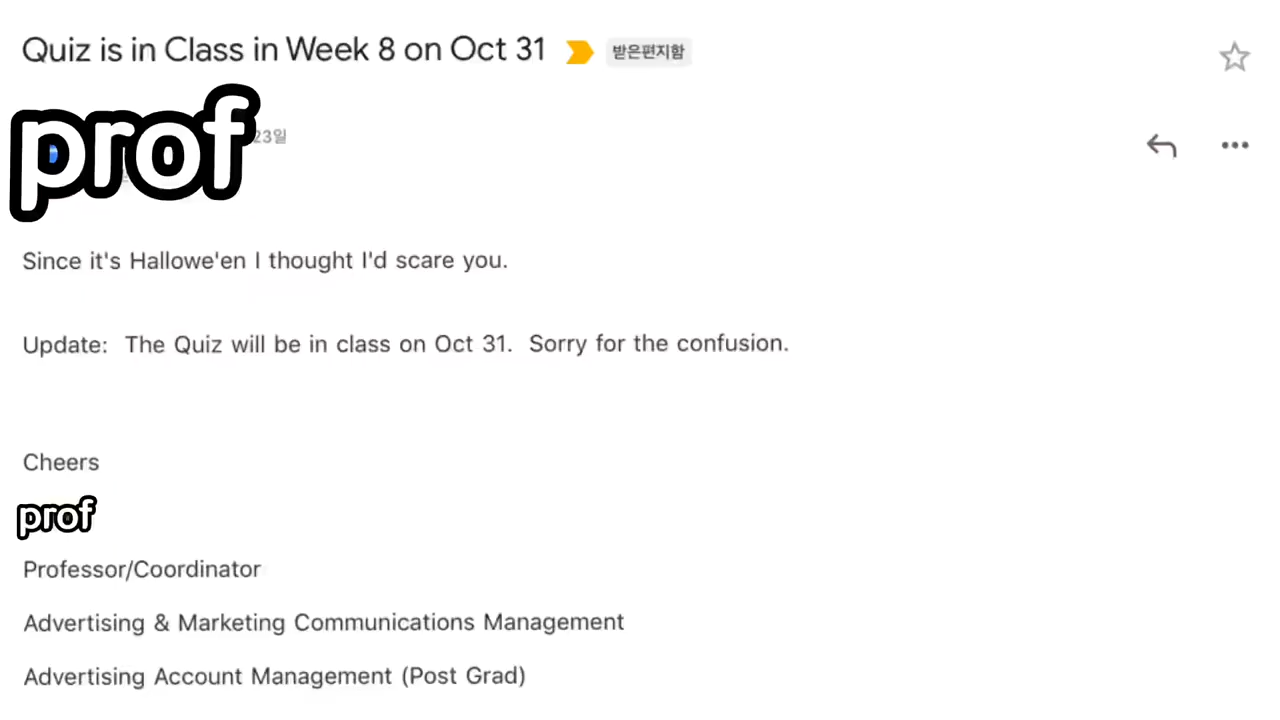 Quiz is in Class in Week 8 on Oct 31 받은편지함
prof 23일
Since it's Hallowe'en I thought I'd scare you.
Update: The Quiz will be in class on Oct 31. Sorry for the confusion.
Cheers
prof
Professor/Coordinator
Advertising & Marketing Communications Management
Advertising Account Management (Post Grad)